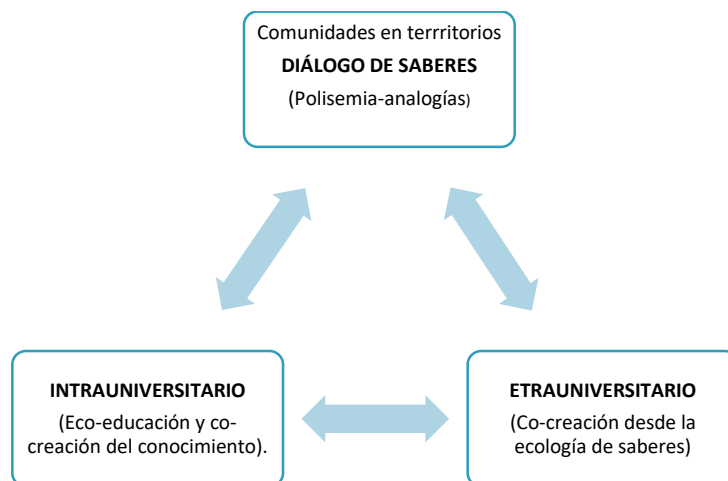 Comunidades en terrritorios
DIÁLOGO DE SABERES
(Polisemia-analogías)
INTRAUNIVERSITARIO
(Eco-educación y co-
creación del conocimiento).
ETRAUNIVERSITARIO
(Co-creación desde la
ecología de saberes)